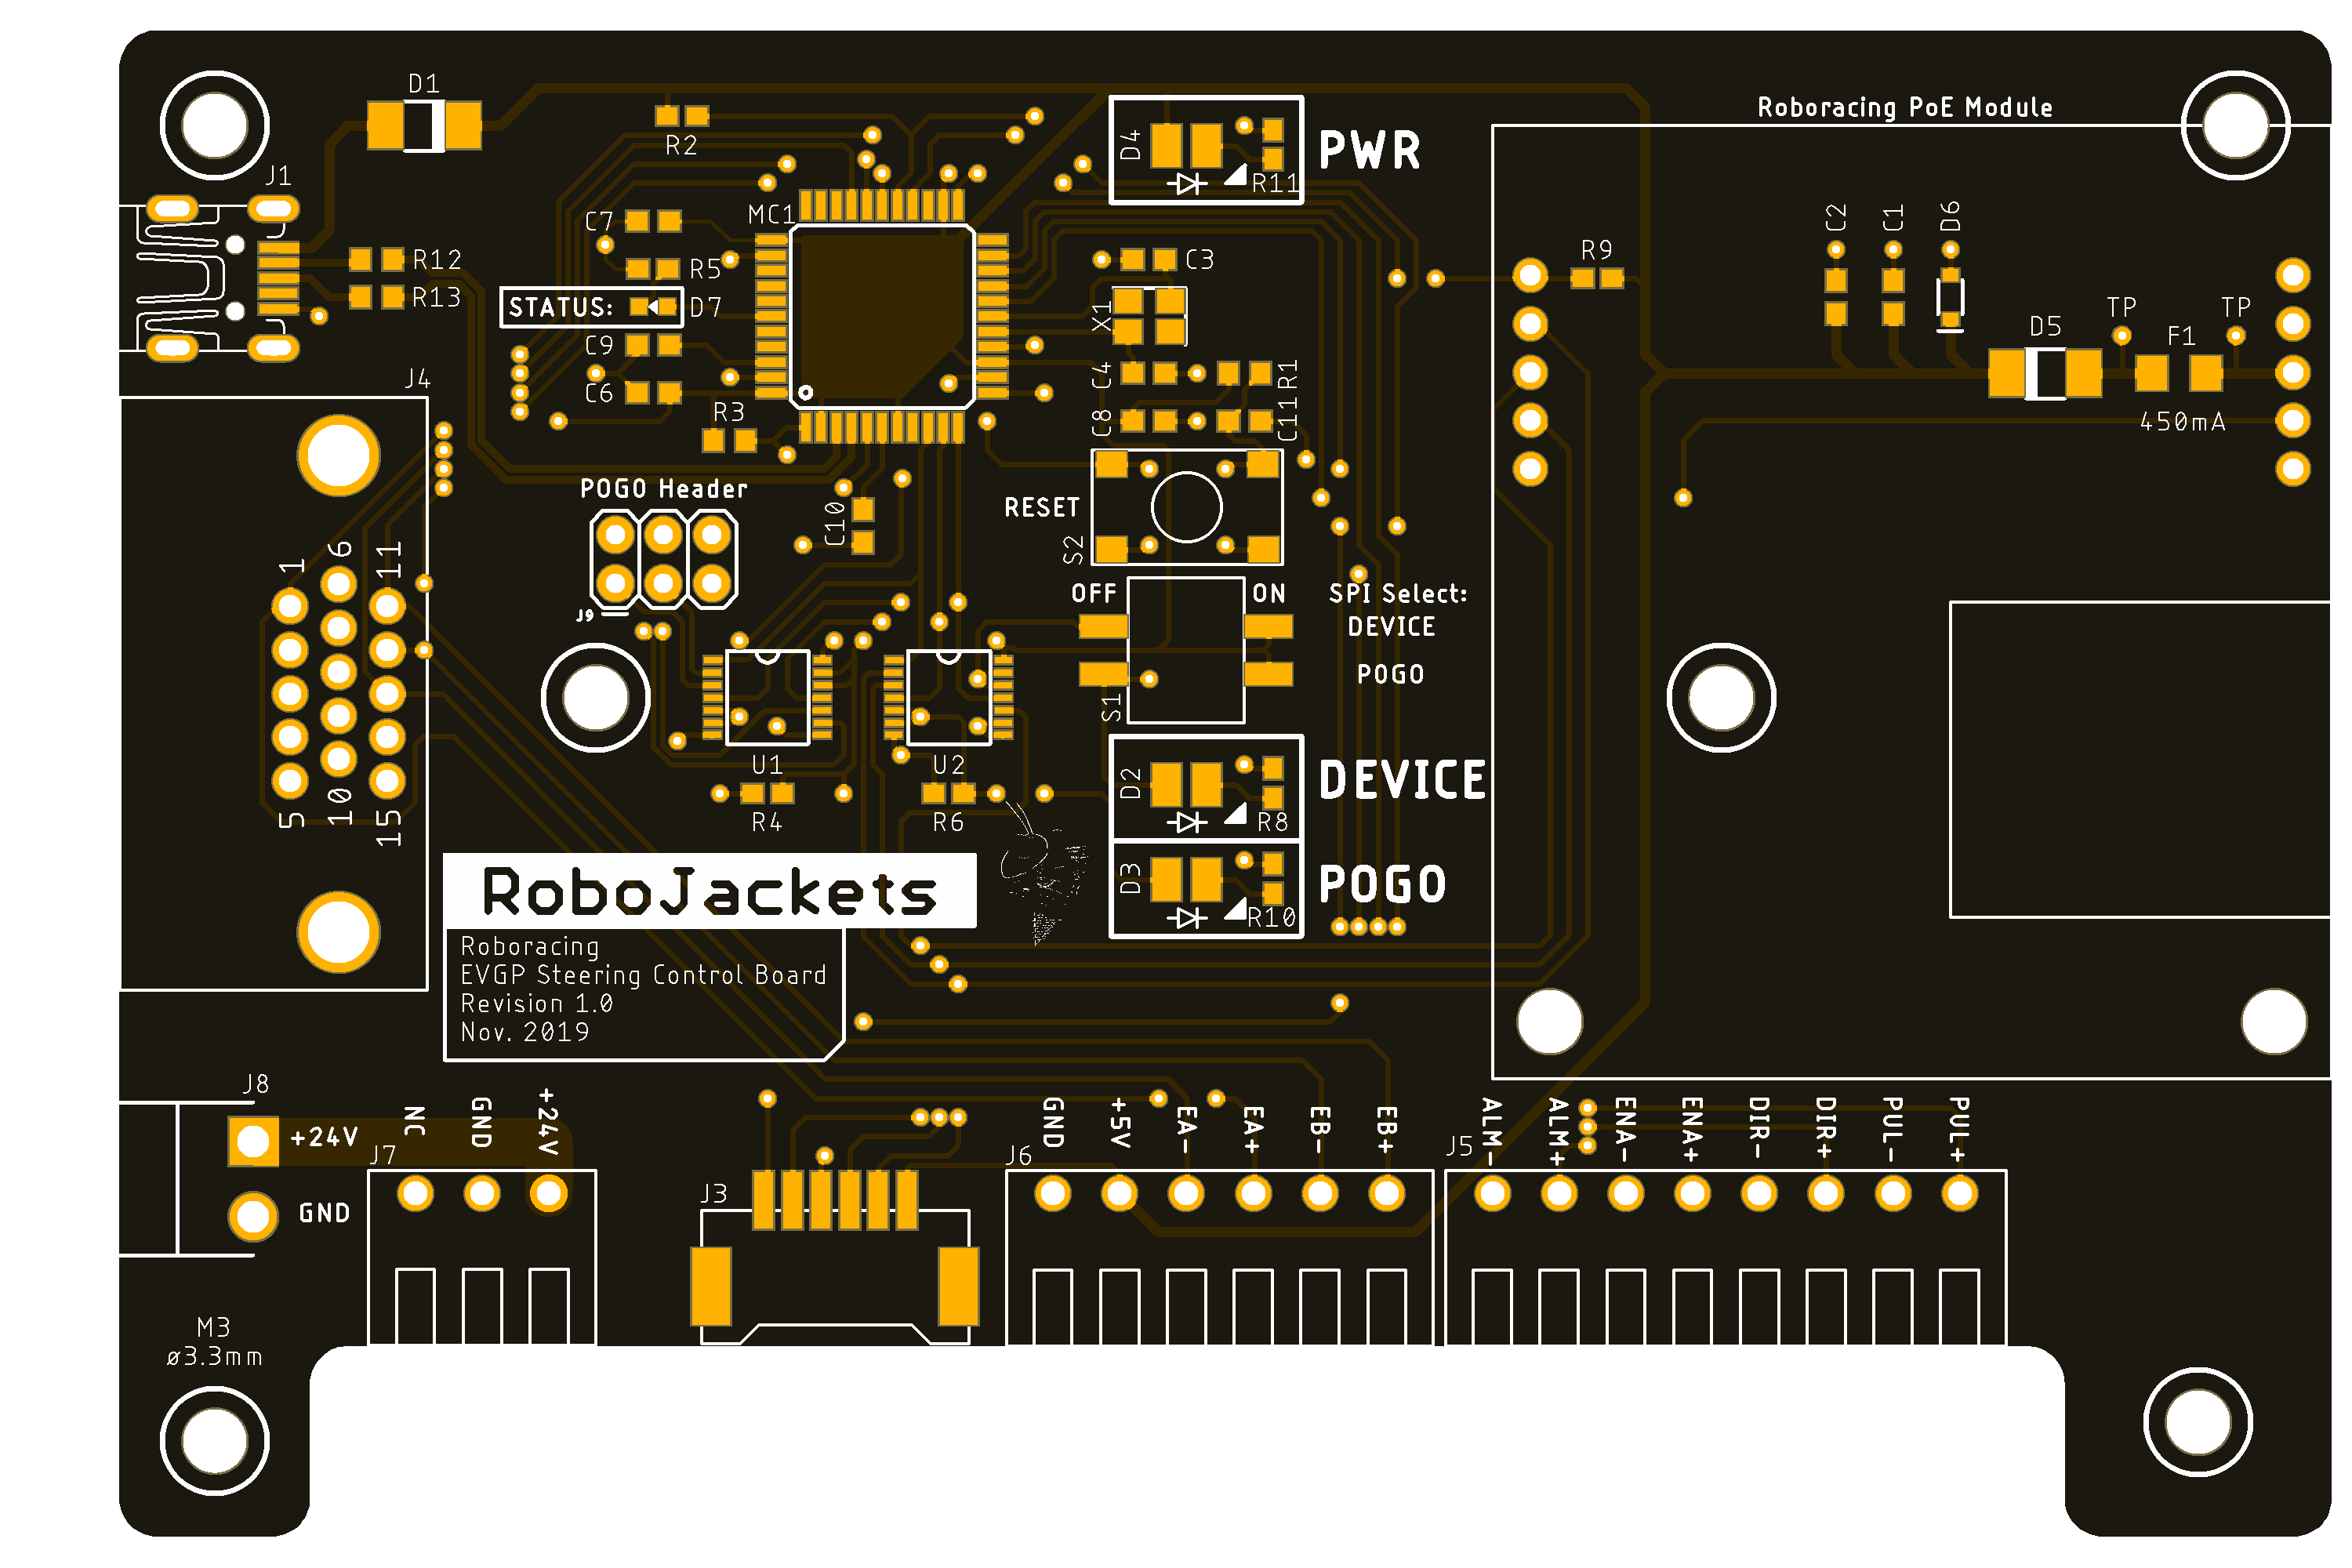 D1
R2
D4
PWR
R11
Roboracing PoE Module
J1
C7
MC1
R12
R5
C3
R9
C2
C1
D6
R13
STATUS:
D7
X1
TP
TP
D5
F1
C9
J4
C6
R3
C4
R1
C8
C11
450mA
POGO Header
C10
RESET
S2
1
6
11
J9
OFF
ON
SPI Select:
DEVICE
POGO
S1
U1
U2
R4
R6
D2
DEVICE
R8
5
10
15
RoboJackets
D3
POGO
R10
Roboracing
EVGP Steering Control Board
Revision 1.0
Nov. 2019
J8
+24V
GND
NC
GND
+24V
J7
J3
GND
+5V
EA-
EA+
EB-
EB+
J6
ALM-
ALM+
ENA-
ENA+
DIR-
DIR+
PUL-
PUL+
J5
M3
ø3.3mm